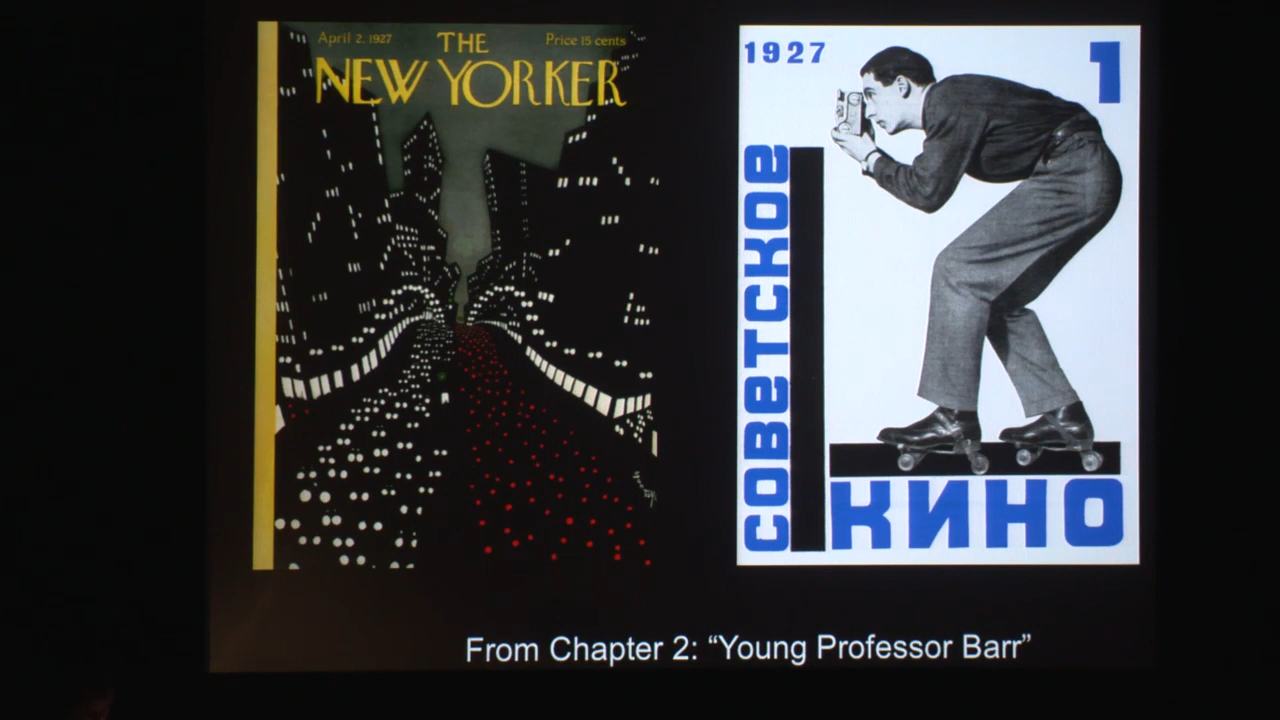 April 2, 1927
THE
Price 15 cents
NEW YORKER
1927
1
советское
кино
From Chapter 2: “Young Professor Barr”